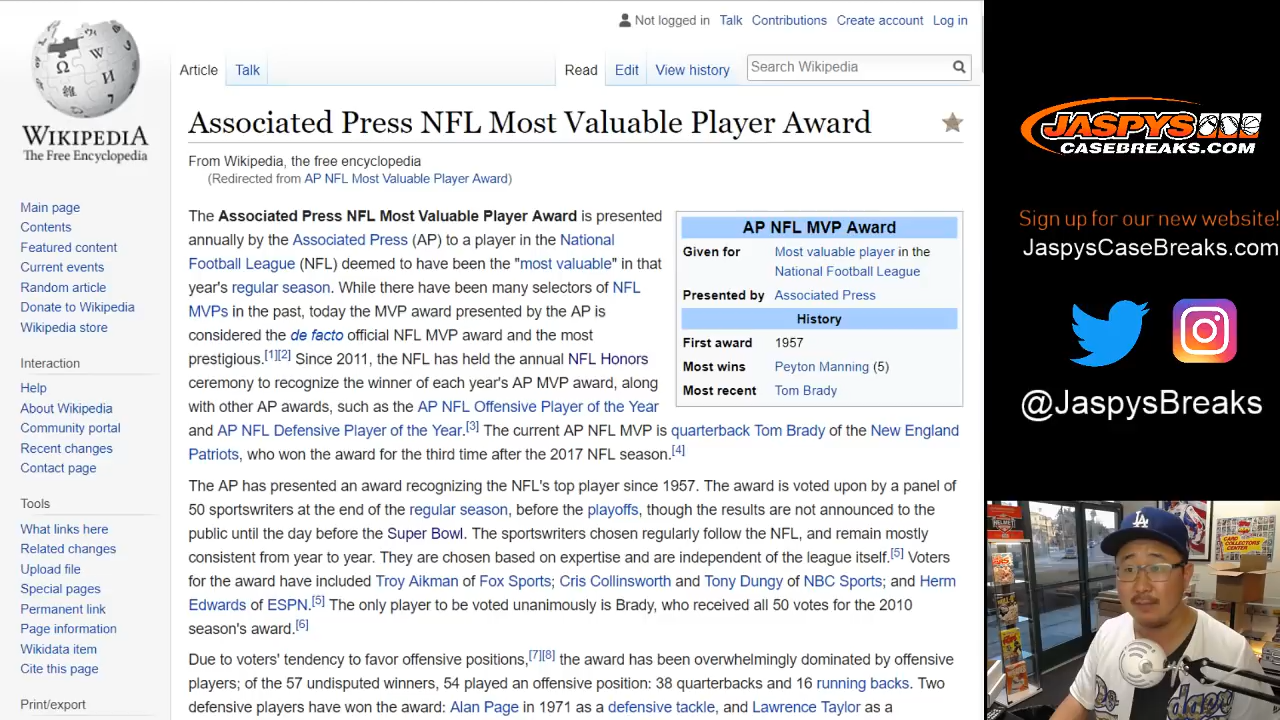 Not logged in Talk Contributions Create account Log in
Article Talk Read Edit View history Search Wikipedia
WIKIPEDIA
The Free Encyclopedia
Main page
Contents
Featured content
Current events
Random article
Donate to Wikipedia
Wikipedia store
Interaction
Help
About Wikipedia
Community portal
Recent changes
Contact page
Tools
What links here
Related changes
Upload file
Special pages
Permanent link
Page information
Wikidata item
Cite this page
Print/export
Associated Press NFL Most Valuable Player Award
From Wikipedia, the free encyclopedia
(Redirected from AP NFL Most Valuable Player Award)
The Associated Press NFL Most Valuable Player Award is presented
annually by the Associated Press (AP) to a player in the National
Football League (NFL) deemed to have been the "most valuable" in that
year's regular season. While there have been many selectors of NFL
MVPs in the past, today the MVP award presented by the AP is
considered the de facto official NFL MVP award and the most
prestigious.[1][2] Since 2011, the NFL has held the annual NFL Honors
ceremony to recognize the winner of each year's AP MVP award, along
with other AP awards, such as the AP NFL Offensive Player of the Year
and AP NFL Defensive Player of the Year.[3] The current AP NFL MVP is quarterback Tom Brady of the New England
Patriots, who won the award for the third time after the 2017 NFL season.[4]
AP NFL MVP Award
Given for Most valuable player in the
National Football League
Presented by Associated Press
History
First award 1957
Most wins Peyton Manning (5)
Most recent Tom Brady
The AP has presented an award recognizing the NFL's top player since 1957. The award is voted upon by a panel of
50 sportswriters at the end of the regular season, before the playoffs, though the results are not announced to the
public until the day before the Super Bowl. The sportswriters chosen regularly follow the NFL, and remain mostly
consistent from year to year. They are chosen based on expertise and are independent of the league itself.[5] Voters
for the award have included Troy Aikman of Fox Sports; Cris Collinsworth and Tony Dungy of NBC Sports; and Herm
Edwards of ESPN.[5] The only player to be voted unanimously is Brady, who received all 50 votes for the 2010
season's award.[6]
Due to voters' tendency to favor offensive positions,[7][8] the award has been overwhelmingly dominated by offensive
players; of the 57 undisputed winners, 54 played an offensive position: 38 quarterbacks and 16 running backs. Two
defensive players have won the award: Alan Page in 1971 as a defensive tackle, and Lawrence Taylor as a
JASPYS
CASEBREAKS.COM
Sign up for our new website!
JaspysCaseBreaks.com
@JaspysBreaks
LA
CARD
COLLECTORS
CENTER